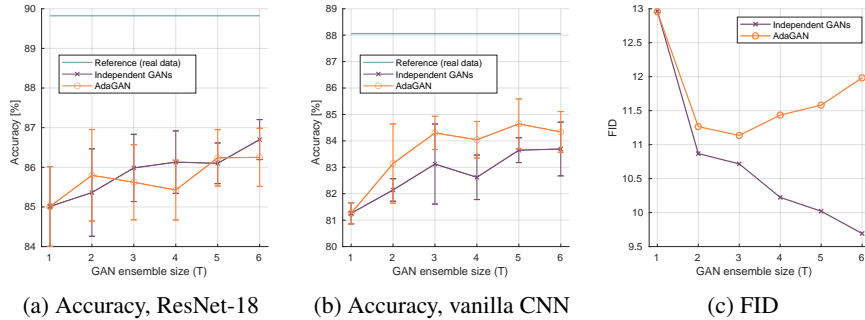 90
89
88
87
86
85
84
Accuracy [%]
Reference (real data)
Independent GANs
AdaGAN
1 2 3 4 5 6
GAN ensemble size (T)
(a) Accuracy, ResNet-18
89
88
87
86
85
84
83
82
81
80
Accuracy [%]
Reference (real data)
Independent GANs
AdaGAN
1 2 3 4 5 6
GAN ensemble size (T)
(b) Accuracy, vanilla CNN
13
12.5
12
11.5
11
10.5
10
9.5
FID
Independent GANs
AdaGAN
1 2 3 4 5 6
GAN ensemble size (T)
(c) FID